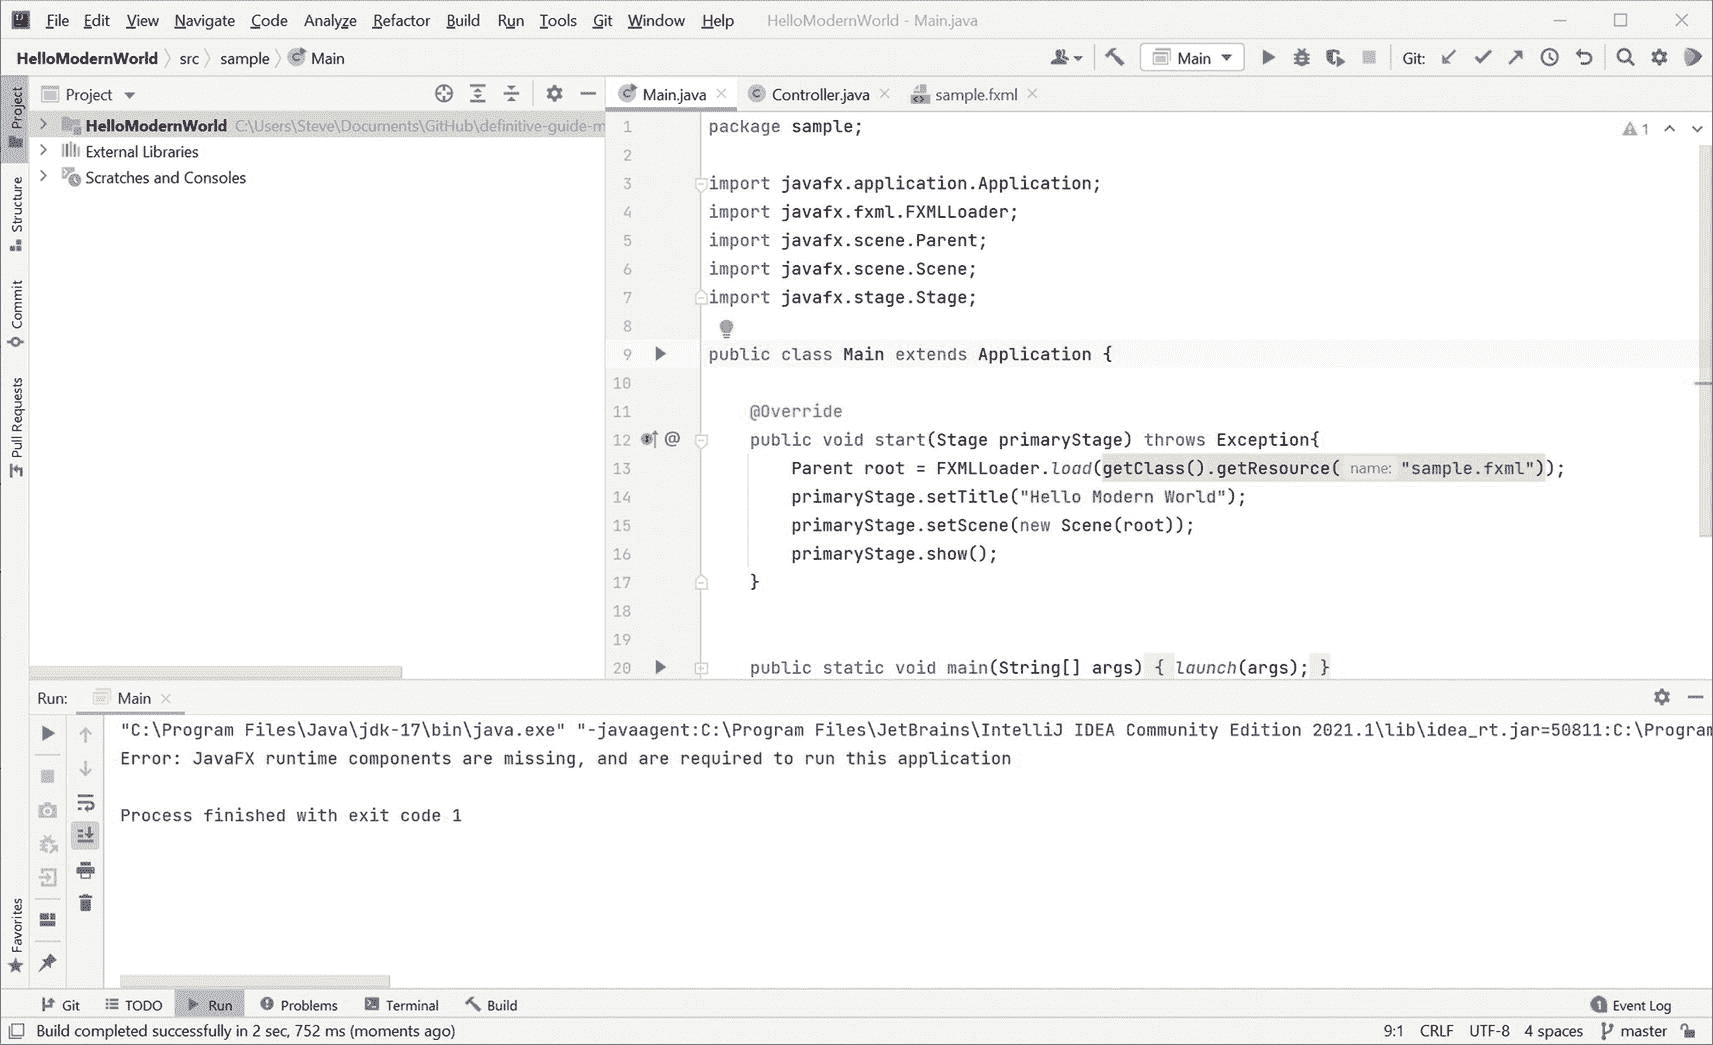 File Edit View Navigate Code Analyze Refactor Build Run Tools Git Window Help HelloModernWorld - Main.java
HelloModernWorld src sample Main Main Git:
Project
Main.java Controller.java sample.fxml
Project
Structure
Commit
Pull Requests
Favorites
HelloModernWorld C:\Users\Steve\Documents\GitHub\definitive-guide-m
External Libraries
Scratches and Consoles
1
1 package sample;
2
3 import javafx.application.Application;
4 import javafx.fxml.FXMLLoader;
5 import javafx.scene.Parent;
6 import javafx.scene.Scene;
7 import javafx.stage.Stage;
8
9 public class Main extends Application {
10
11 @Override
12 @ public void start(Stage primaryStage) throws Exception{
13 Parent root = FXMLLoader.load(getClass().getResource( name: "sample.fxml"));
14 primaryStage.setTitle("Hello Modern World");
15 primaryStage.setScene(new Scene(root));
16 primaryStage.show();
17 }
18
19
20 public static void main(String[] args) { launch(args); }
Run: Main
"C:\Program Files\Java\jdk-17\bin\java.exe" "-javaagent:C:\Program Files\JetBrains\IntelliJ IDEA Community Edition 2021.1\lib\idea_rt.jar=50811:C:\Program
Error: JavaFX runtime components are missing, and are required to run this application
Process finished with exit code 1
Git TODO Run Problems Terminal Build 1 Event Log
Build completed successfully in 2 sec, 752 ms (moments ago) 9:1 CRLF UTF-8 4 spaces master